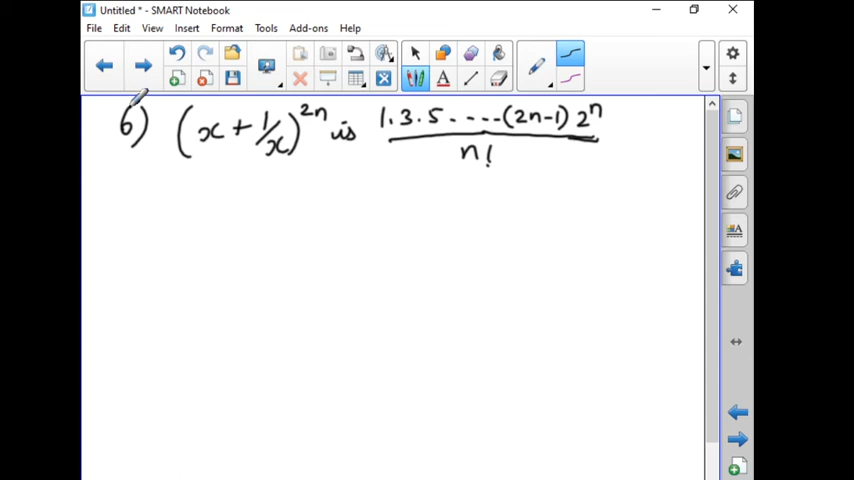 Untitled * - SMART Notebook
File Edit View Insert Format Tools Add-ons Help
6) (x + 1/x)^2n is 1.3.5.....(2n-1) 2^n
n!